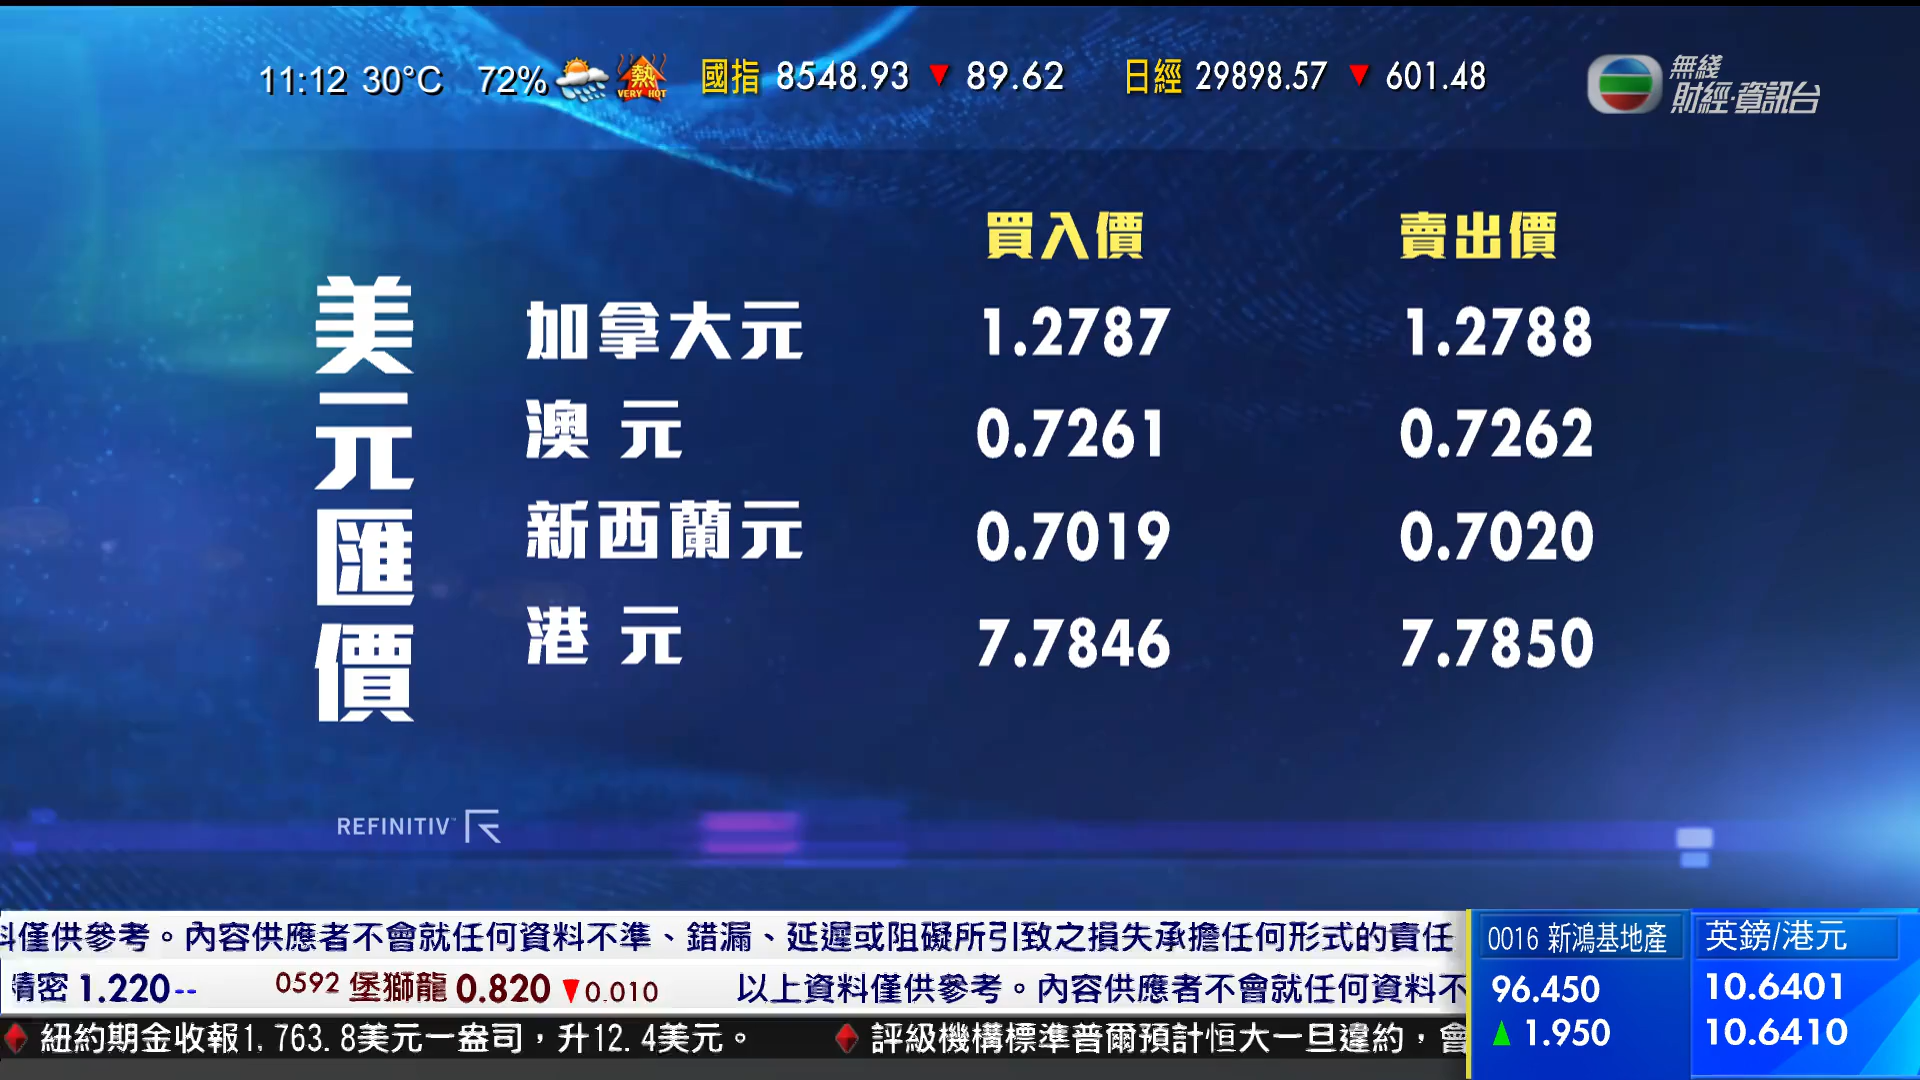 11:12 30°C 72% 熱 VERY HOT 國指 8548.93 ▼ 89.62 日經 29898.57 ▼ 601.48
無綫
財經·資訊台
買入價 賣出價
美元匯價
加拿大元 1.2787 1.2788
澳元 0.7261 0.7262
新西蘭元 0.7019 0.7020
港元 7.7846 7.7850
REFINITIV
料僅供參考。內容供應者不會就任何資料不準、錯漏、延遲或阻礙所引致之損失承擔任何形式的責任
精密 1.220-- 0592 堡獅龍 0.820 ▼0.010 以上資料僅供參考。內容供應者不會就任何資料不
紐約期金收報1,763.8美元一盎司，升12.4美元。 評級機構標準普爾預計恒大一旦違約，會
0016 新鴻基地產
96.450
▲ 1.950
英鎊/港元
10.6401
10.6410